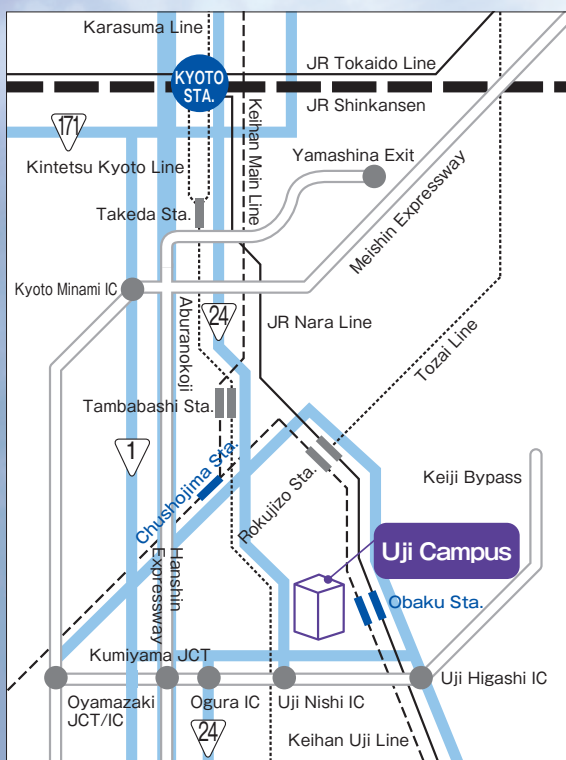 Karasuma Line
JR Tokaido Line
KYOTO
STA.
JR Shinkansen
171
Keihan Main Line
Kintetsu Kyoto Line
Yamashina Exit
Takeda Sta.
Meishin Expressway
Kyoto Minami IC
Aburanokoji
24
JR Nara Line
Tozai Line
Tambabashi Sta.
1
Chushojima Sta.
Rokujizo Sta.
Keiji Bypass
Hanshin
Expressway
Uji Campus
Obaku Sta.
Kumiyama JCT
Oyamazaki
JCT/IC
Ogura IC
Uji Nishi IC
Uji Higashi IC
24
Keihan Uji Line